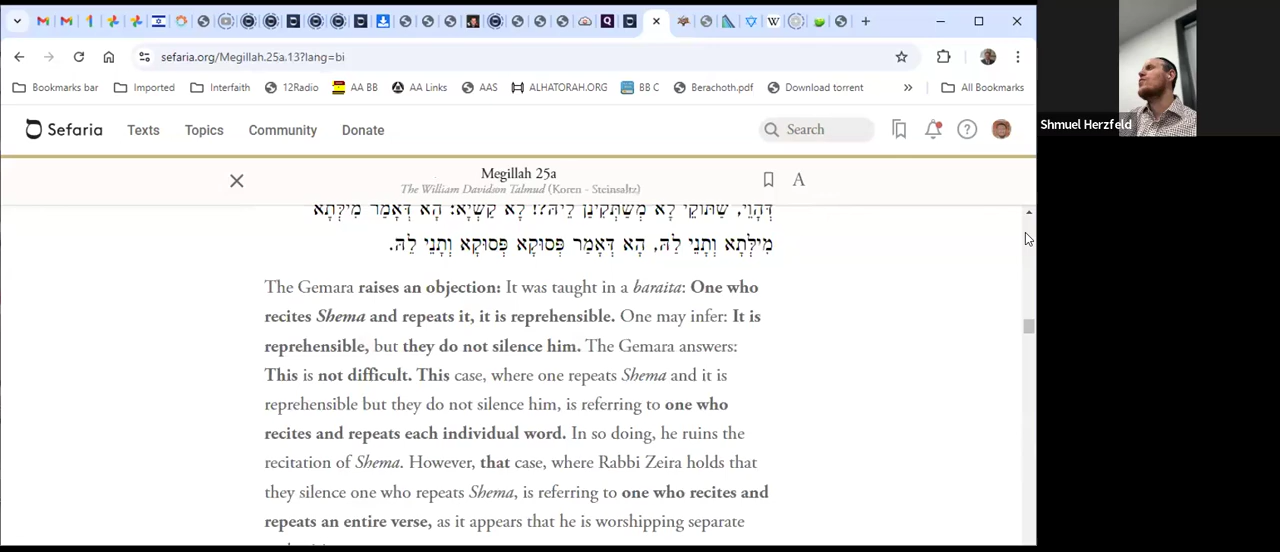 sefaria.org/Megillah.25a.13?lang=bi
Bookmarks bar Imported Interfaith 12Radio AA BB AA Links AAS ALHATORAH.ORG BB C Berachoth.pdf Download torrent » All Bookmarks
Sefaria Texts Topics Community Donate Search
Shmuel Herzfeld
Megillah 25a
The William Davidson Talmud (Koren - Steinsaltz)
A
דְּהָוֵי, שַׁתּוֹקֵי לָא מְשַׁתְּקִינַן לֵיהּ?! לָא קַשְׁיָא: הָא דְּאָמַר מִילְּתָא
מִילְּתָא וְתָנֵי לַהּ, הָא דְּאָמַר פְּסוּקָא פְּסוּקָא וְתָנֵי לַהּ.
The Gemara raises an objection: It was taught in a baraita: One who
recites Shema and repeats it, it is reprehensible. One may infer: It is
reprehensible, but they do not silence him. The Gemara answers:
This is not difficult. This case, where one repeats Shema and it is
reprehensible but they do not silence him, is referring to one who
recites and repeats each individual word. In so doing, he ruins the
recitation of Shema. However, that case, where Rabbi Zeira holds that
they silence one who repeats Shema, is referring to one who recites and
repeats an entire verse, as it appears that he is worshipping separate